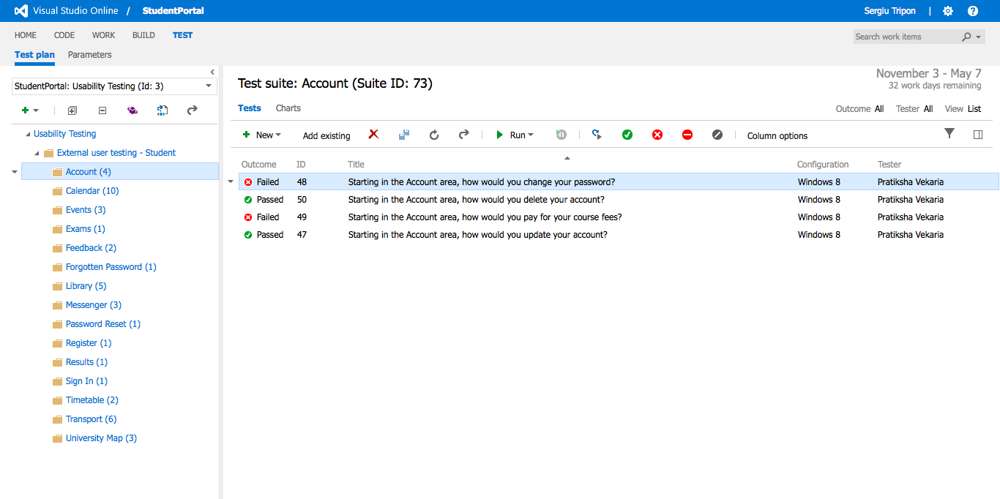 Visual Studio Online / StudentPortal Sergiu Tripon |
HOME CODE WORK BUILD TEST Search work items
Test plan Parameters
StudentPortal: Usability Testing (Id: 3)
Usability Testing
External user testing - Student
Account (4)
Calendar (10)
Events (3)
Exams (1)
Feedback (2)
Forgotten Password (1)
Library (5)
Messenger (3)
Password Reset (1)
Register (1)
Results (1)
Sign In (1)
Timetable (2)
Transport (6)
University Map (3)
Test suite: Account (Suite ID: 73)
November 3 - May 7
32 work days remaining
Tests Charts Outcome All Tester All View List
New Add existing Run Column options
Outcome ID Title Configuration Tester
Failed 48 Starting in the Account area, how would you change your password? Windows 8 Pratiksha Vekaria
Passed 50 Starting in the Account area, how would you delete your account? Windows 8 Pratiksha Vekaria
Failed 49 Starting in the Account area, how would you pay for your course fees? Windows 8 Pratiksha Vekaria
Passed 47 Starting in the Account area, how would you update your account? Windows 8 Pratiksha Vekaria